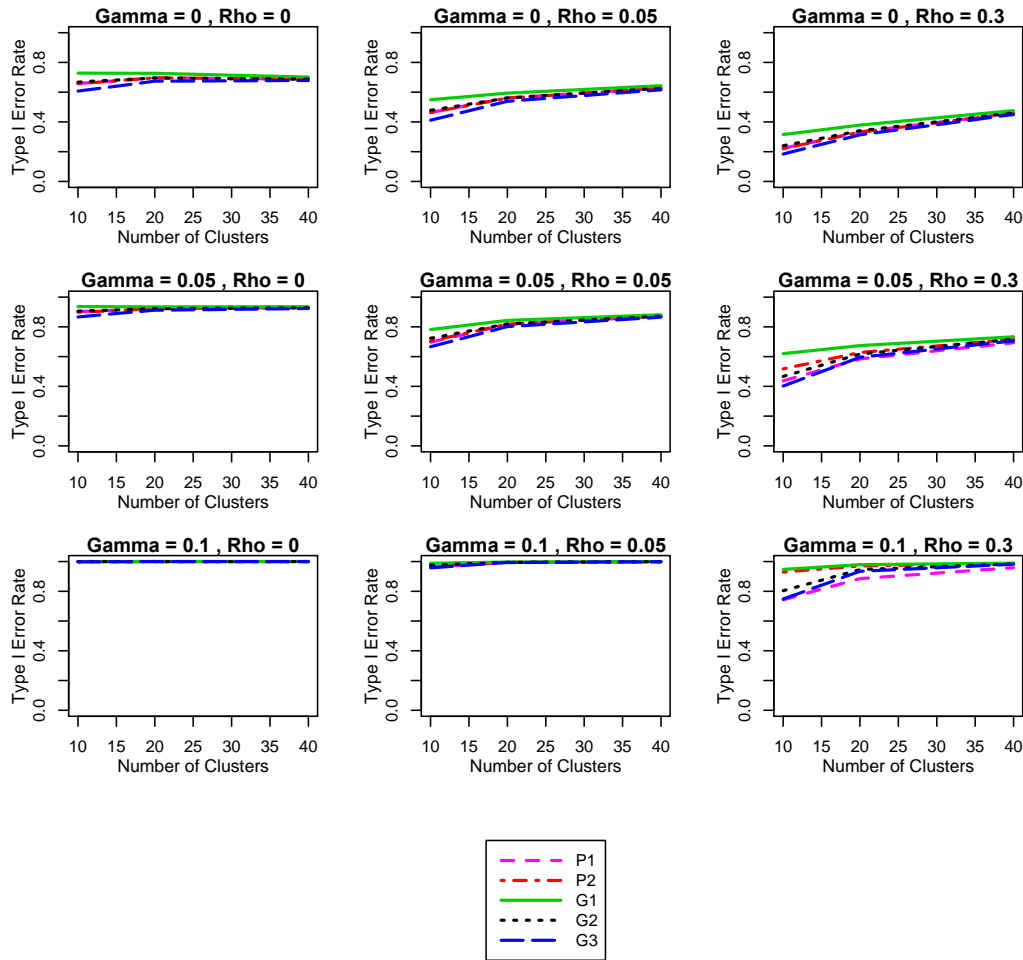 Gamma = 0 , Rho = 0
Type I Error Rate
0.0 0.4 0.8
10 15 20 25 30 35 40
Number of Clusters
Gamma = 0 , Rho = 0.05
Type I Error Rate
0.0 0.4 0.8
10 15 20 25 30 35 40
Number of Clusters
Gamma = 0 , Rho = 0.3
Type I Error Rate
0.0 0.4 0.8
10 15 20 25 30 35 40
Number of Clusters
Gamma = 0.05 , Rho = 0
Type I Error Rate
0.0 0.4 0.8
10 15 20 25 30 35 40
Number of Clusters
Gamma = 0.05 , Rho = 0.05
Type I Error Rate
0.0 0.4 0.8
10 15 20 25 30 35 40
Number of Clusters
Gamma = 0.05 , Rho = 0.3
Type I Error Rate
0.0 0.4 0.8
10 15 20 25 30 35 40
Number of Clusters
Gamma = 0.1 , Rho = 0
Type I Error Rate
0.0 0.4 0.8
10 15 20 25 30 35 40
Number of Clusters
Gamma = 0.1 , Rho = 0.05
Type I Error Rate
0.0 0.4 0.8
10 15 20 25 30 35 40
Number of Clusters
Gamma = 0.1 , Rho = 0.3
Type I Error Rate
0.0 0.4 0.8
10 15 20 25 30 35 40
Number of Clusters
P1
P2
G1
G2
G3